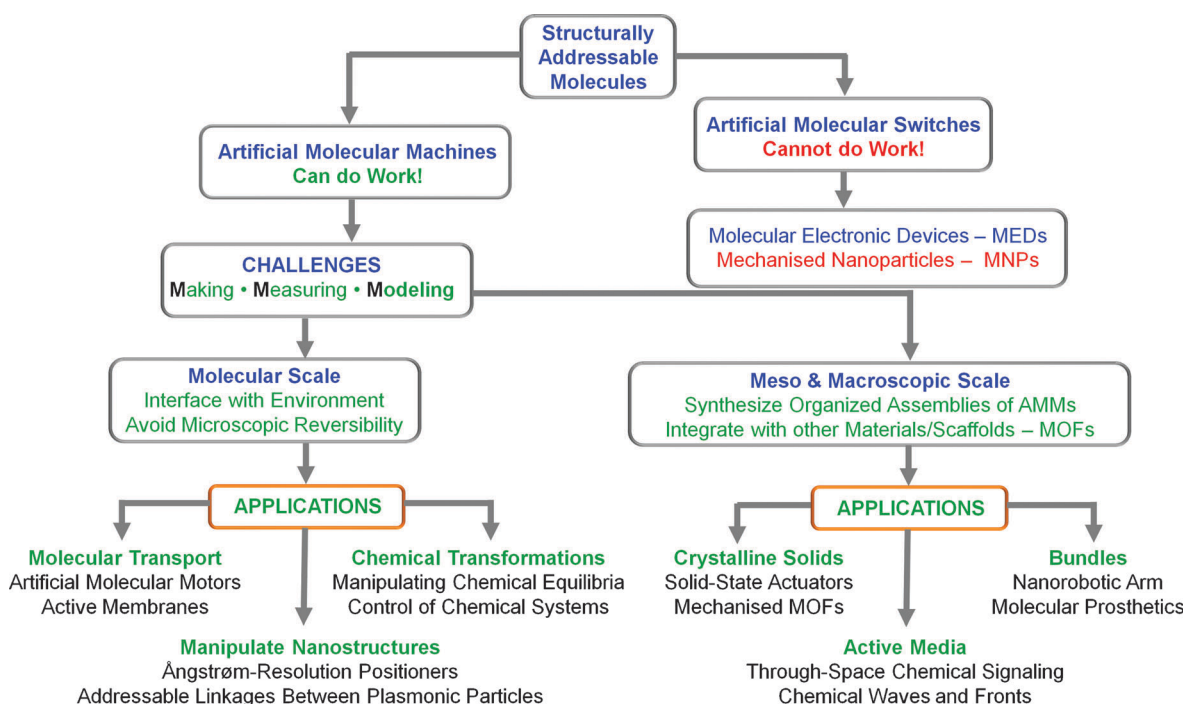 Structurally
Addressable
Molecules
Artificial Molecular Machines
Can do Work!
Artificial Molecular Switches
Cannot do Work!
Molecular Electronic Devices – MEDs
Mechanised Nanoparticles – MNPs
CHALLENGES
Making • Measuring • Modeling
Molecular Scale
Interface with Environment
Avoid Microscopic Reversibility
Meso & Macroscopic Scale
Synthesize Organized Assemblies of AMMs
Integrate with other Materials/Scaffolds – MOFs
APPLICATIONS
Molecular Transport
Artificial Molecular Motors
Active Membranes
Chemical Transformations
Manipulating Chemical Equilibria
Control of Chemical Systems
Manipulate Nanostructures
Ångstrøm-Resolution Positioners
Addressable Linkages Between Plasmonic Particles
APPLICATIONS
Crystalline Solids
Solid-State Actuators
Mechanised MOFs
Bundles
Nanorobotic Arm
Molecular Prosthetics
Active Media
Through-Space Chemical Signaling
Chemical Waves and Fronts